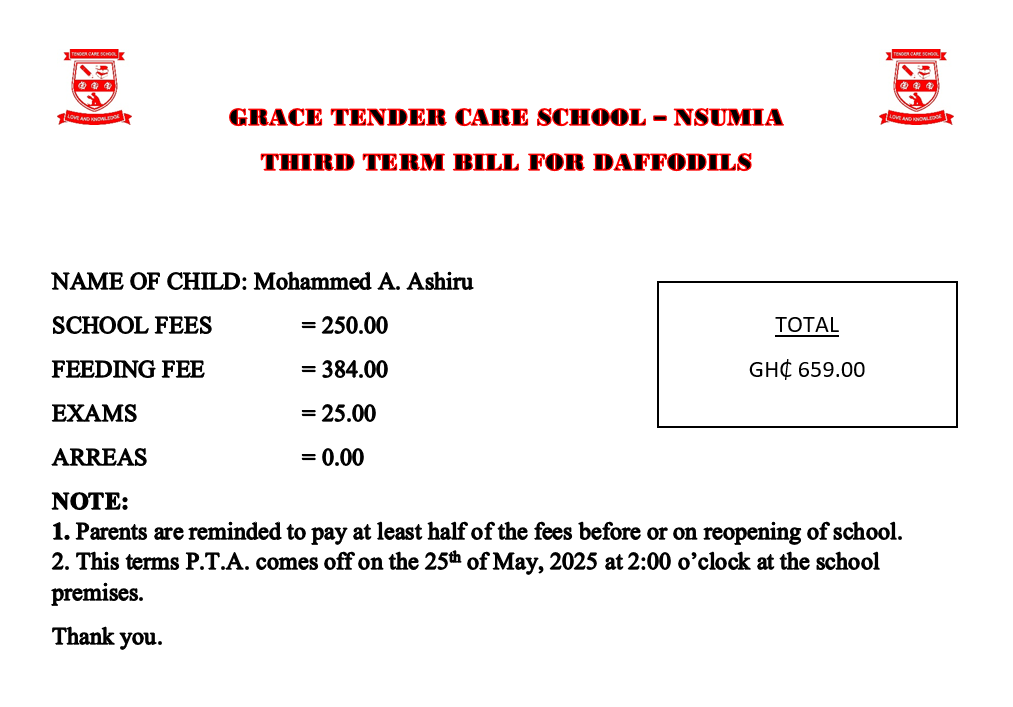 TENDER CARE SCHOOL
LOVE AND KNOWLEDGE
TENDER CARE SCHOOL
LOVE AND KNOWLEDGE
GRACE TENDER CARE SCHOOL – NSUMIA
THIRD TERM BILL FOR DAFFODILS
NAME OF CHILD: Mohammed A. Ashiru
SCHOOL FEES = 250.00
FEEDING FEE = 384.00
EXAMS = 25.00
ARREAS = 0.00
TOTAL
GH₵ 659.00
NOTE:
1. Parents are reminded to pay at least half of the fees before or on reopening of school.
2. This terms P.T.A. comes off on the 25th of May, 2025 at 2:00 o’clock at the school
premises.
Thank you.